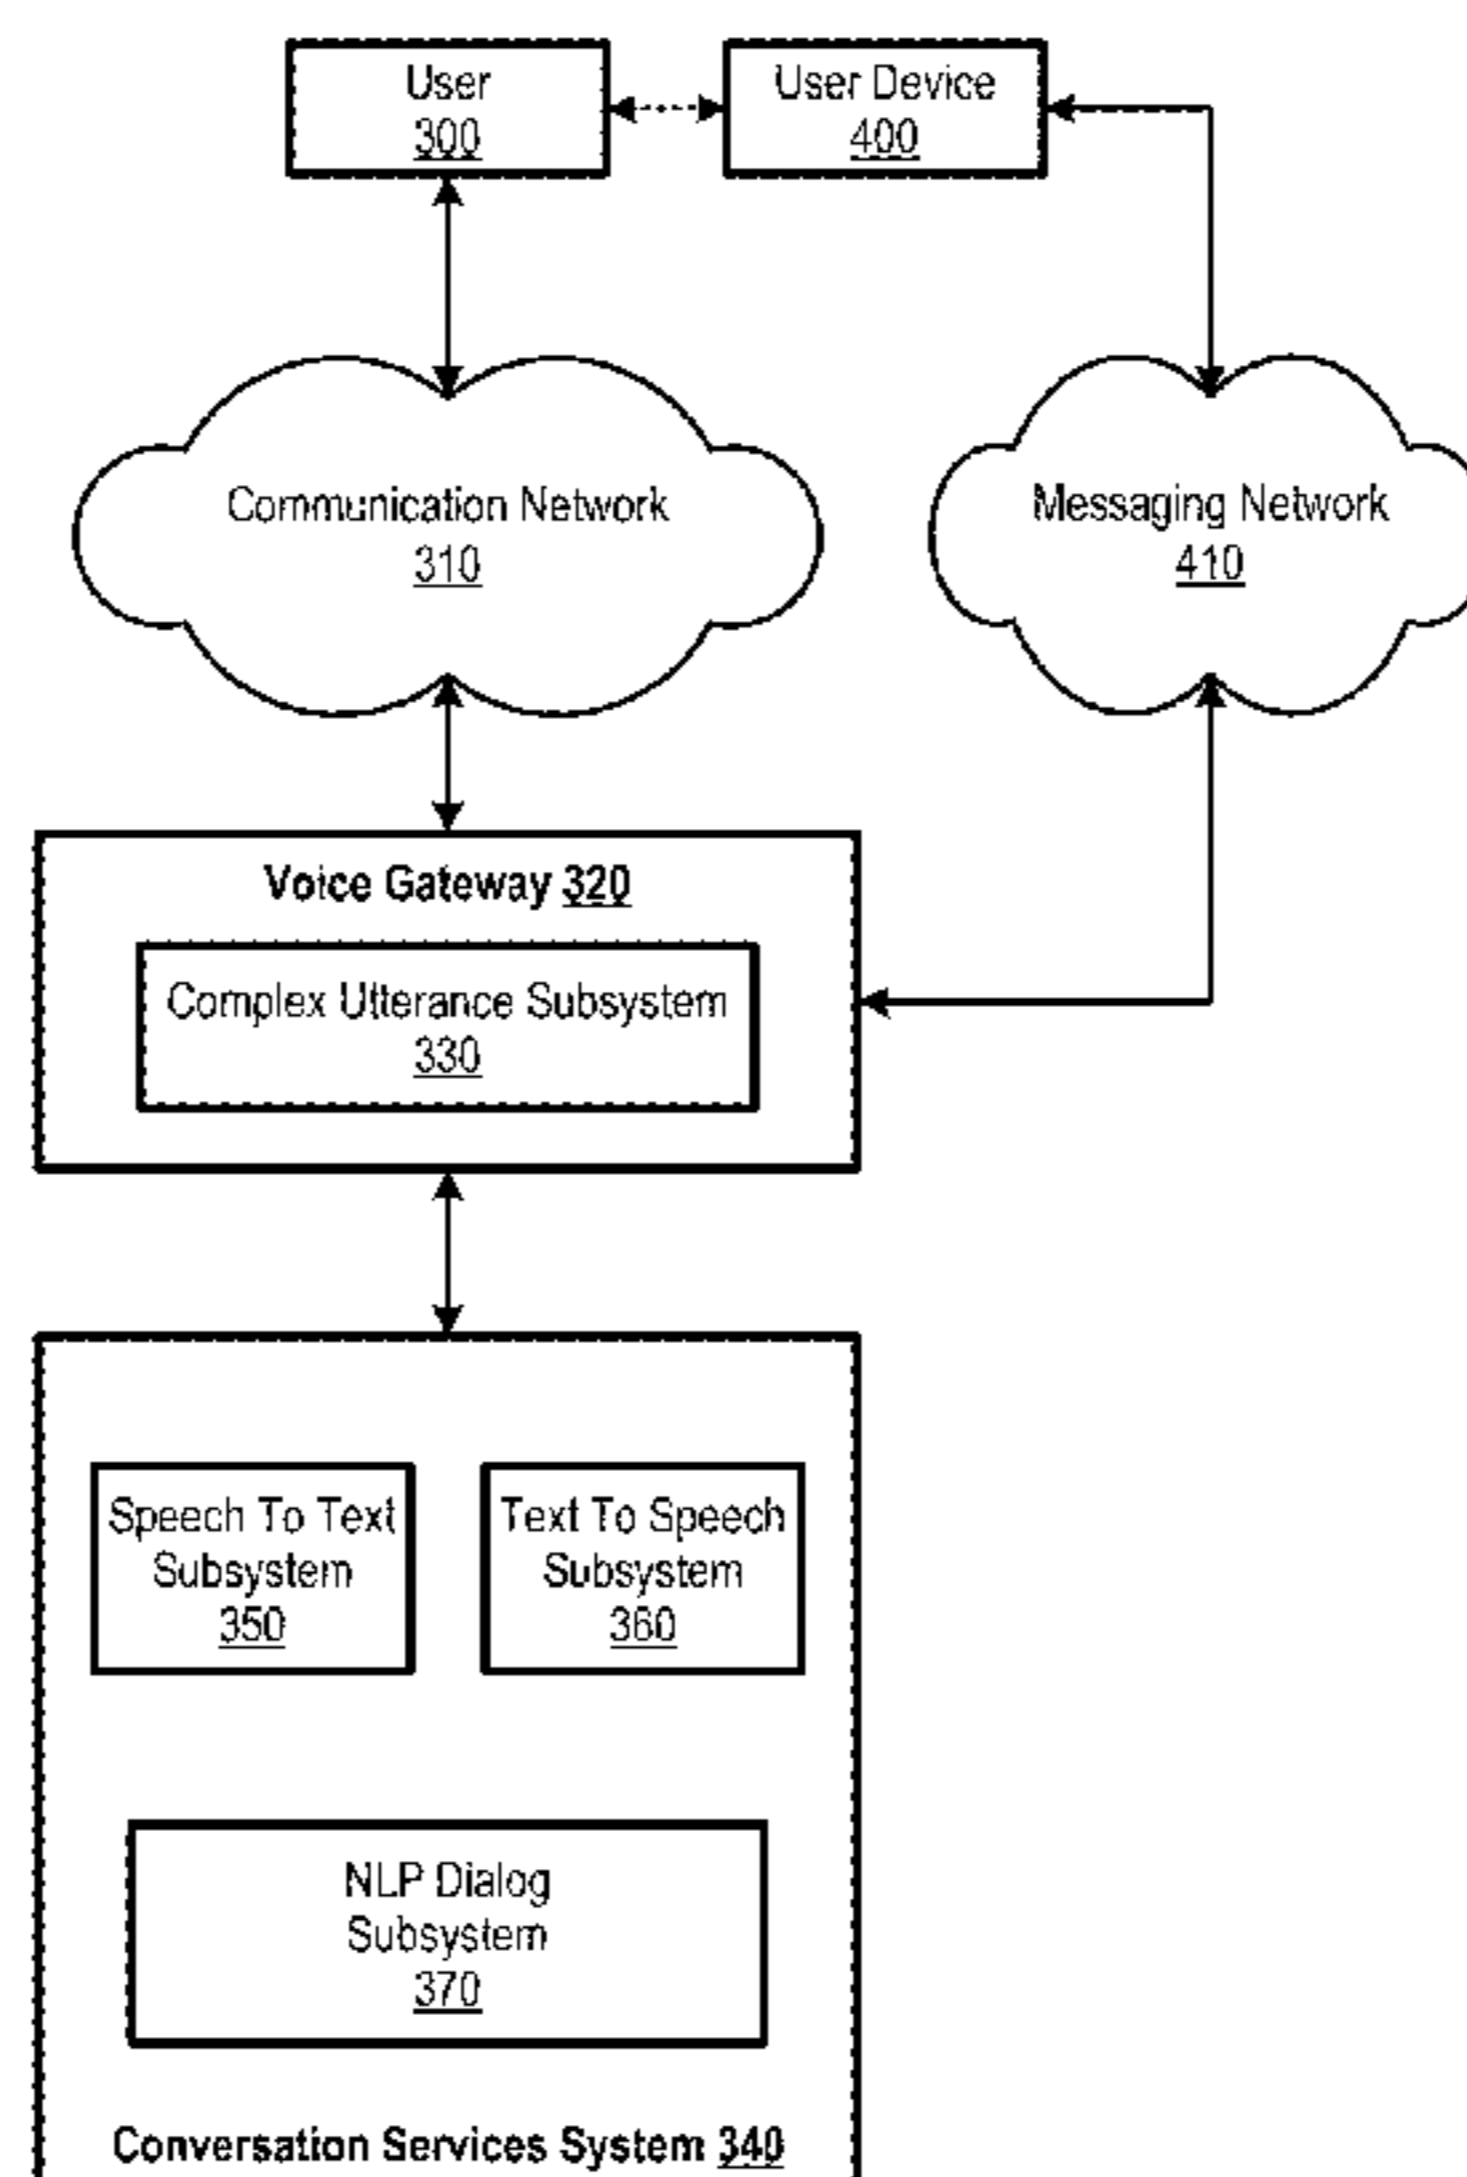 User
300
User Device
400
Communication Network
310
Messaging Network
410
Voice Gateway 320
Complex Utterance Subsystem
330
Speech To Text
Subsystem
350
Text To Speech
Subsystem
360
NLP Dialog
Subsystem
370
Conversation Services System 340